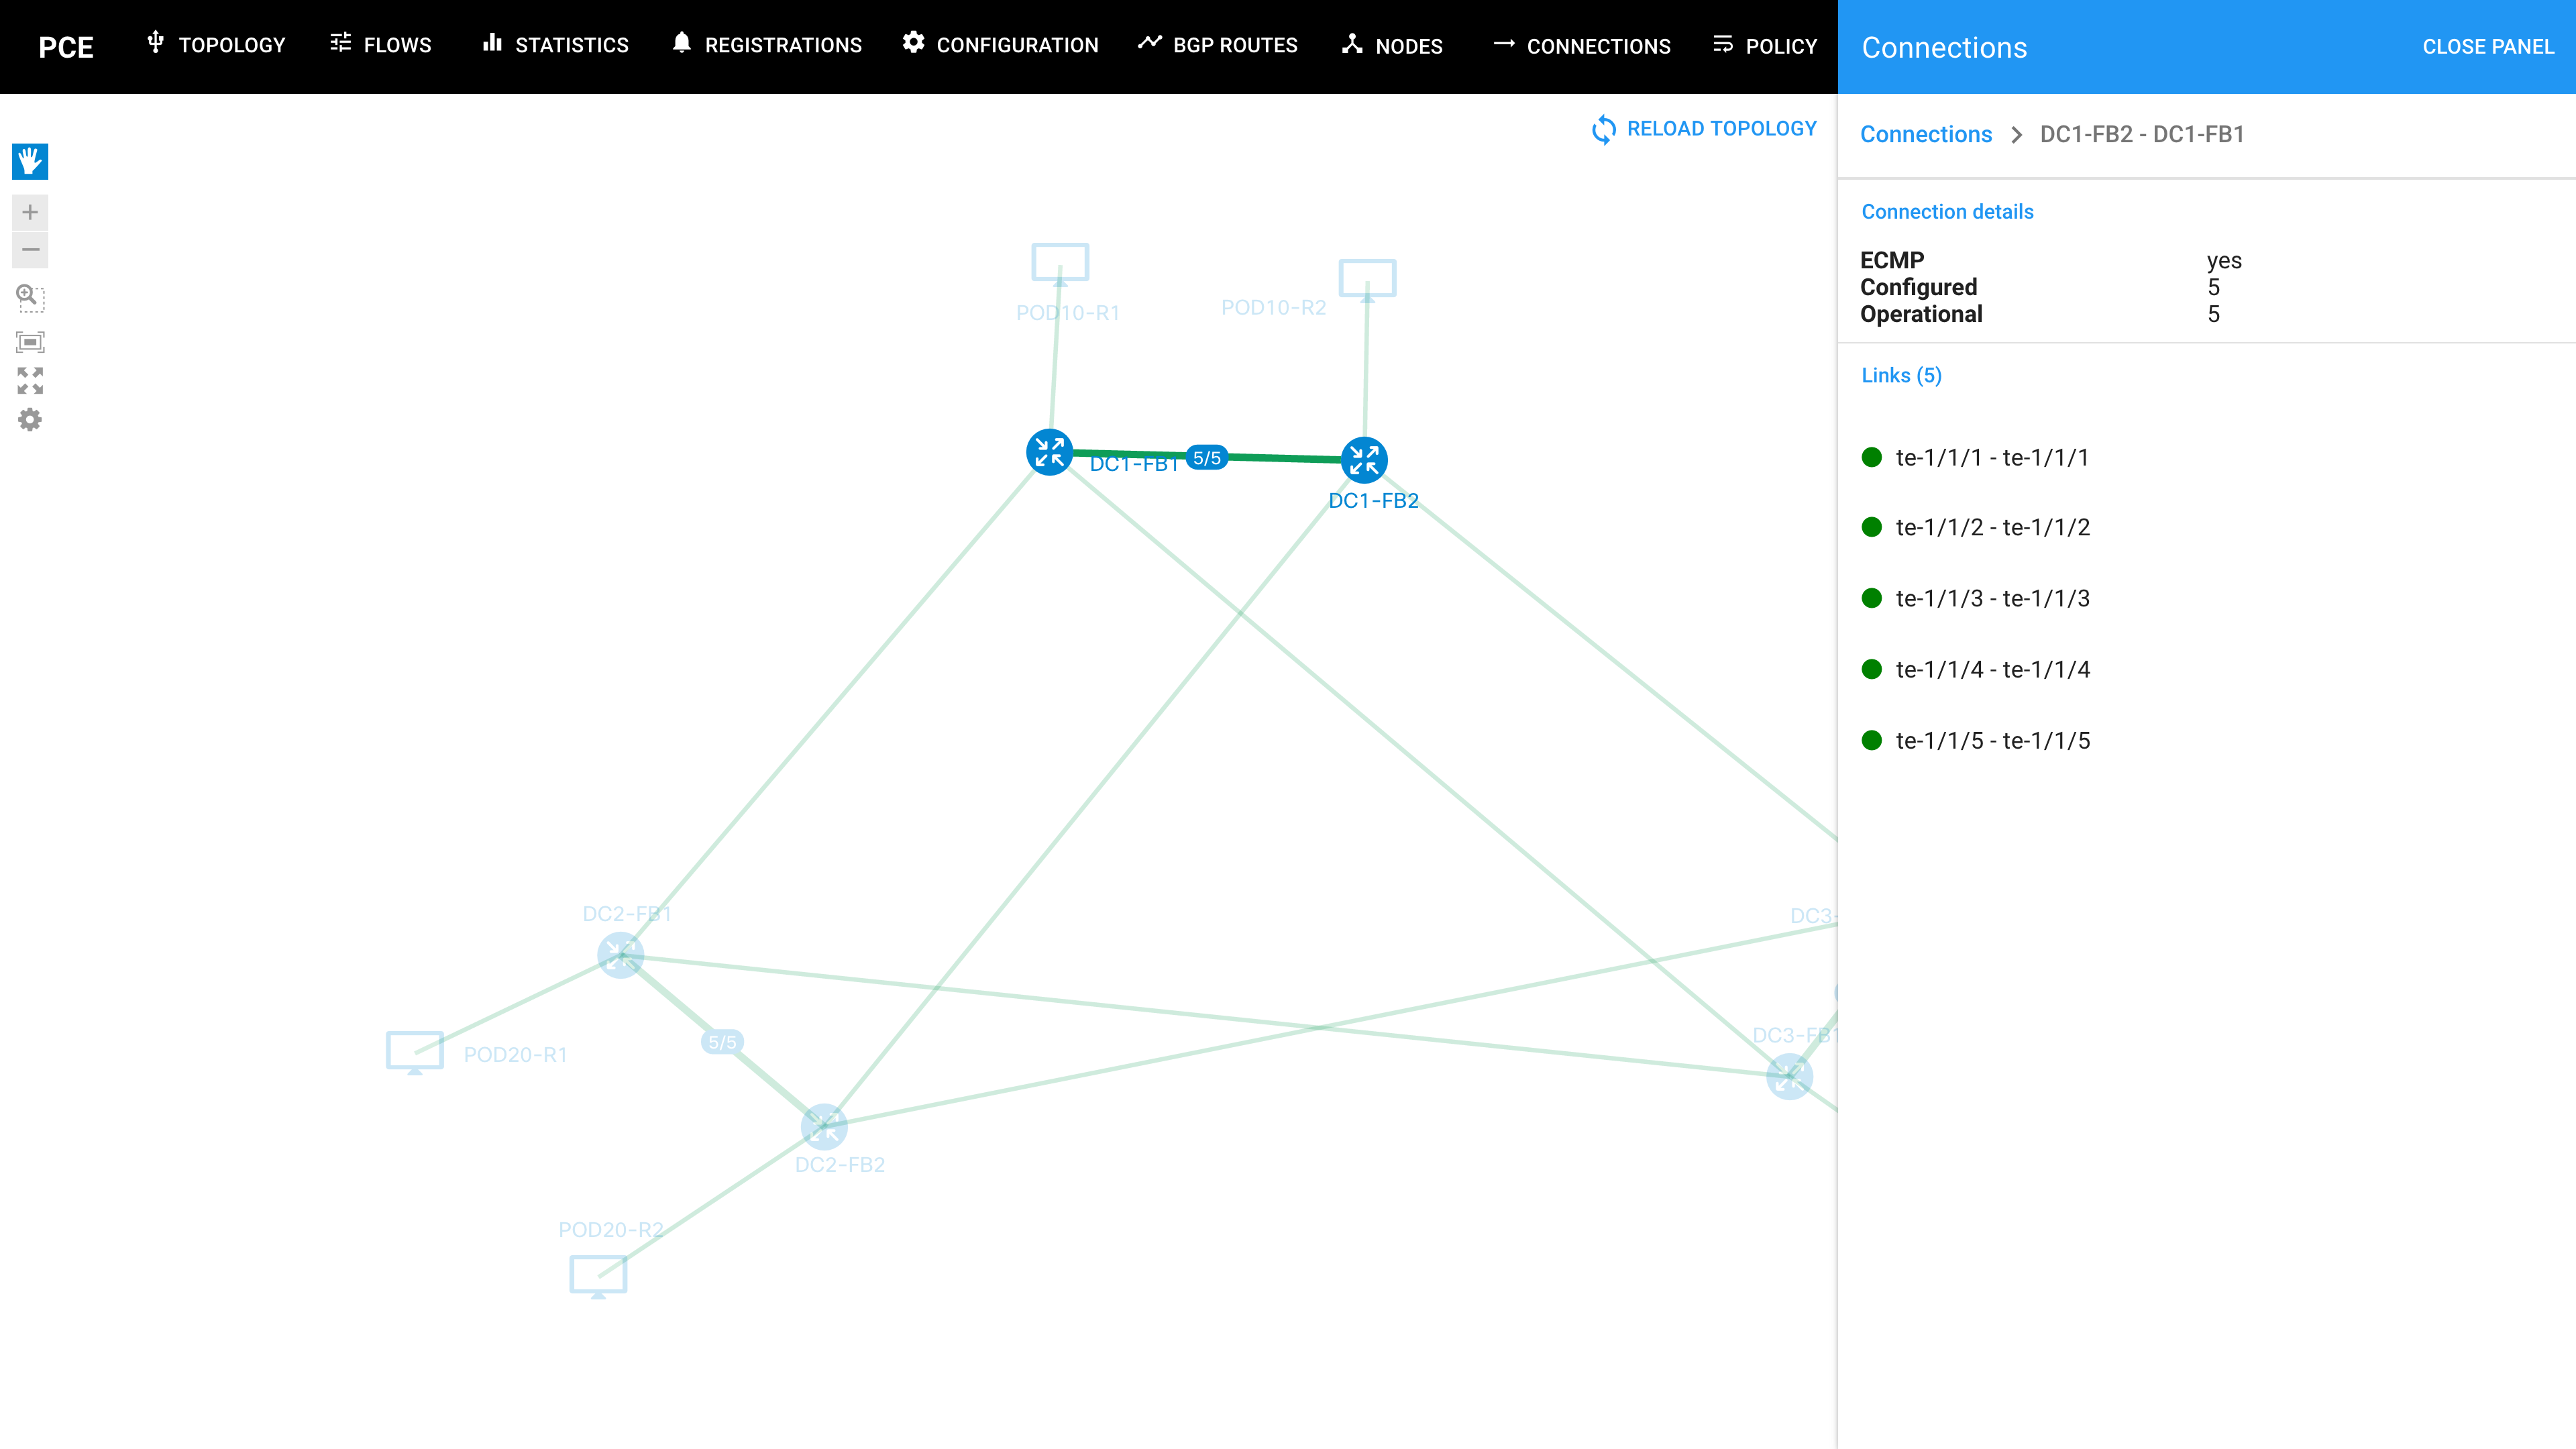 PCE
TOPOLOGY
FLOWS
STATISTICS
REGISTRATIONS
CONFIGURATION
BGP ROUTES
NODES
CONNECTIONS
POLICY
Connections
CLOSE PANEL
RELOAD TOPOLOGY
Connections > DC1-FB2 - DC1-FB1
Connection details
ECMP yes
Configured 5
Operational 5
Links (5)
te-1/1/1 - te-1/1/1
te-1/1/2 - te-1/1/2
te-1/1/3 - te-1/1/3
te-1/1/4 - te-1/1/4
te-1/1/5 - te-1/1/5
POD10-R1
POD10-R2
DC1-FB1
5/5
DC1-FB2
DC2-FB1
DC3-
DC3-FB1
5/5
POD20-R1
DC2-FB2
POD20-R2